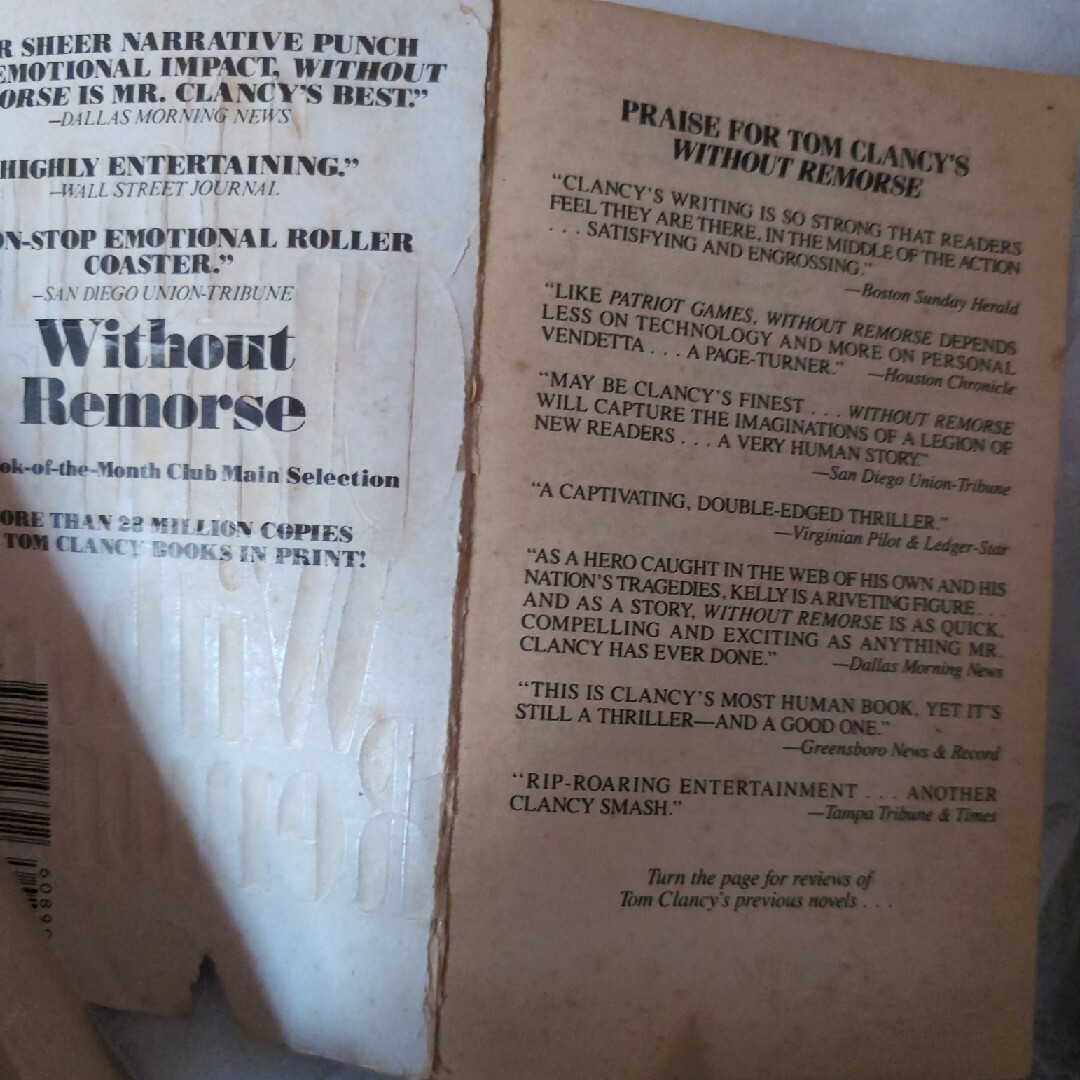 R SHEER NARRATIVE PUNCH
EMOTIONAL IMPACT, WITHOUT
ORSE IS MR. CLANCY'S BEST."
—DALLAS MORNING NEWS
HIGHLY ENTERTAINING."
—WALL STREET JOURNAL
ON-STOP EMOTIONAL ROLLER
COASTER."
—SAN DIEGO UNION-TRIBUNE
Without
Remorse
ok-of-the-Month Club Main Selection
ORE THAN 28 MILLION COPIES
TOM CLANCY BOOKS IN PRINT!
PRAISE FOR TOM CLANCY'S
WITHOUT REMORSE
"CLANCY'S WRITING IS SO STRONG THAT READERS
FEEL THEY ARE THERE, IN THE MIDDLE OF THE ACTION
. . . SATISFYING AND ENGROSSING."
—Boston Sunday Herald
"LIKE PATRIOT GAMES, WITHOUT REMORSE DEPENDS
LESS ON TECHNOLOGY AND MORE ON PERSONAL
VENDETTA . . . A PAGE-TURNER." —Houston Chronicle
"MAY BE CLANCY'S FINEST . . . WITHOUT REMORSE
WILL CAPTURE THE IMAGINATIONS OF A LEGION OF
NEW READERS . . . A VERY HUMAN STORY."
—San Diego Union-Tribune
"A CAPTIVATING, DOUBLE-EDGED THRILLER."
—Virginian Pilot & Ledger-Star
"AS A HERO CAUGHT IN THE WEB OF HIS OWN AND HIS
NATION'S TRAGEDIES, KELLY IS A RIVETING FIGURE . . .
AND AS A STORY, WITHOUT REMORSE IS AS QUICK,
COMPELLING AND EXCITING AS ANYTHING MR.
CLANCY HAS EVER DONE." —Dallas Morning News
"THIS IS CLANCY'S MOST HUMAN BOOK, YET IT'S
STILL A THRILLER—AND A GOOD ONE."
—Greensboro News & Record
"RIP-ROARING ENTERTAINMENT . . . ANOTHER
CLANCY SMASH." —Tampa Tribune & Times
Turn the page for reviews of
Tom Clancy's previous novels . . .